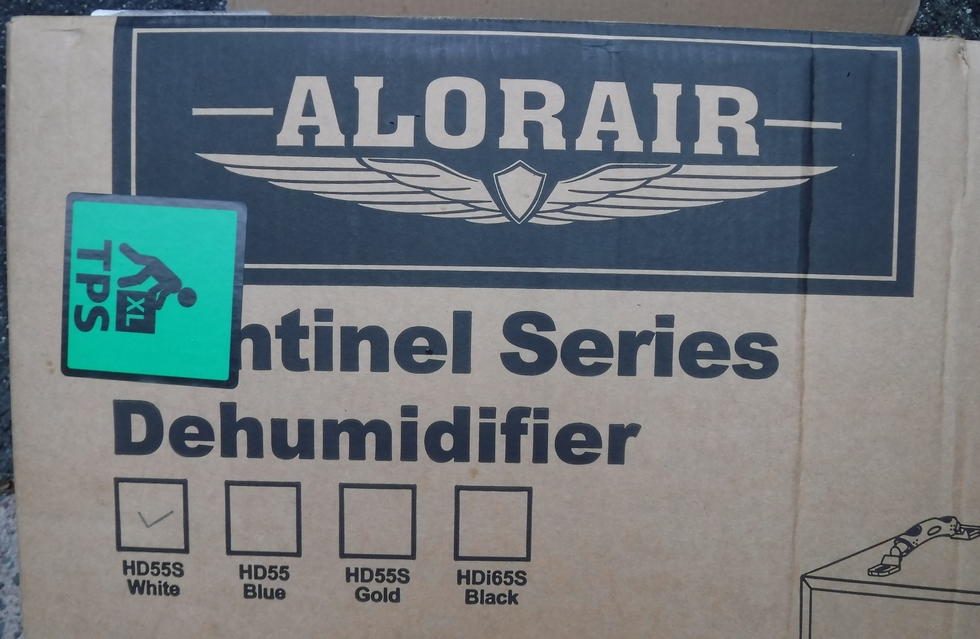 ALORAIR
TPS
XL
ntinel Series
Dehumidifier
HD55S HD55 HD55S HDi65S
White Blue Gold Black